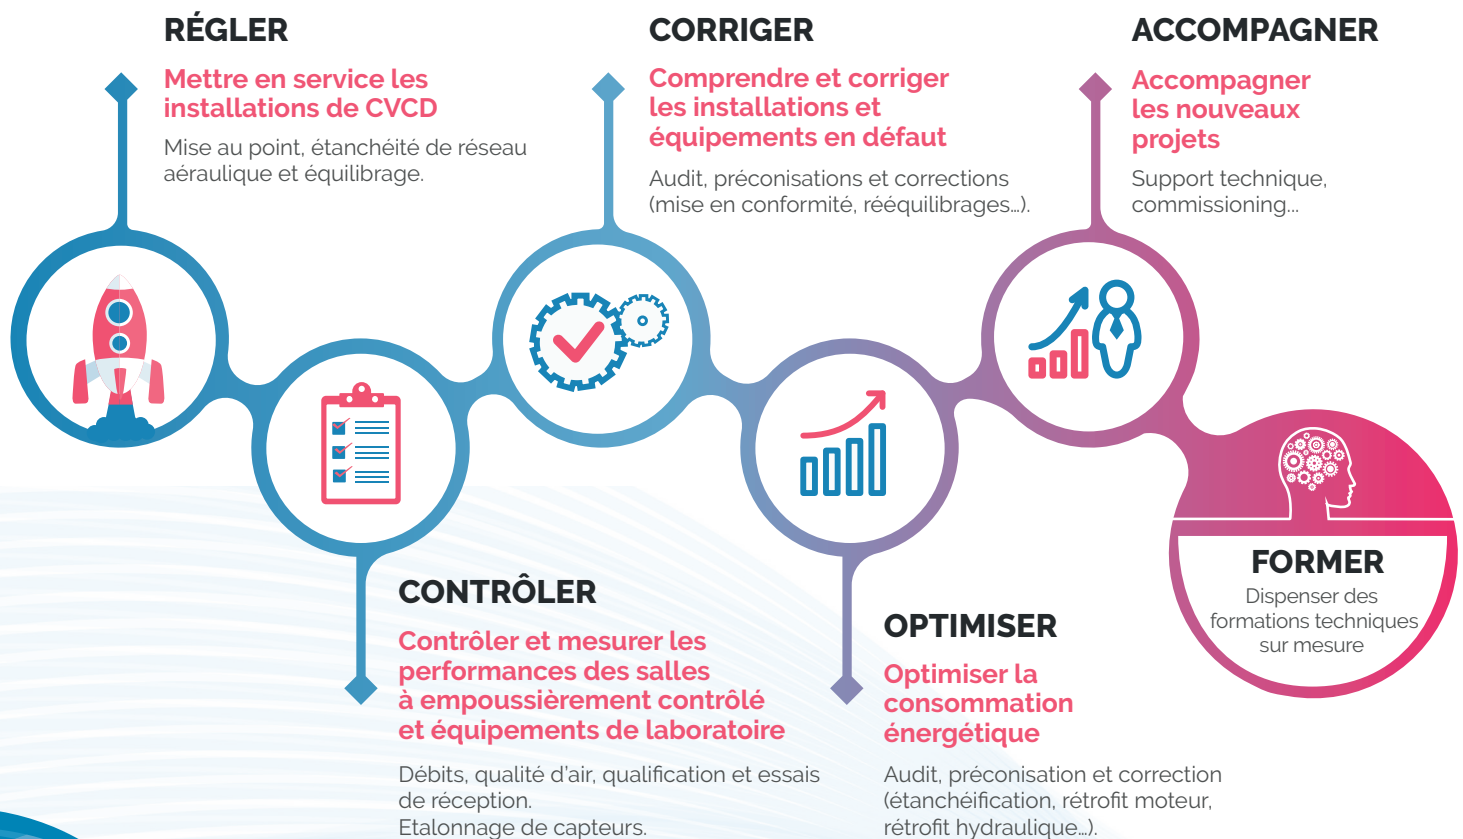 RÉGLER
Mettre en service les
installations de CVCD
Mise au point, étanchéité de réseau
aéraulique et équilibrage.
CONTRÔLER
Contrôler et mesurer les
performances des salles
à empoussièrement contrôlé
et équipements de laboratoire
Débits, qualité d'air, qualification et essais
de réception.
Etalonnage de capteurs.
CORRIGER
Comprendre et corriger
les installations et
équipements en défaut
Audit, préconisations et corrections
(mise en conformité, rééquilibrages...).
OPTIMISER
Optimiser la
consommation
énergétique
Audit, préconisation et correction
(étanchéification, rétrofit moteur,
rétrofit hydraulique...).
ACCOMPAGNER
Accompagner
les nouveaux
projets
Support technique,
commissioning...
FORMER
Dispenser des
formations techniques
sur mesure